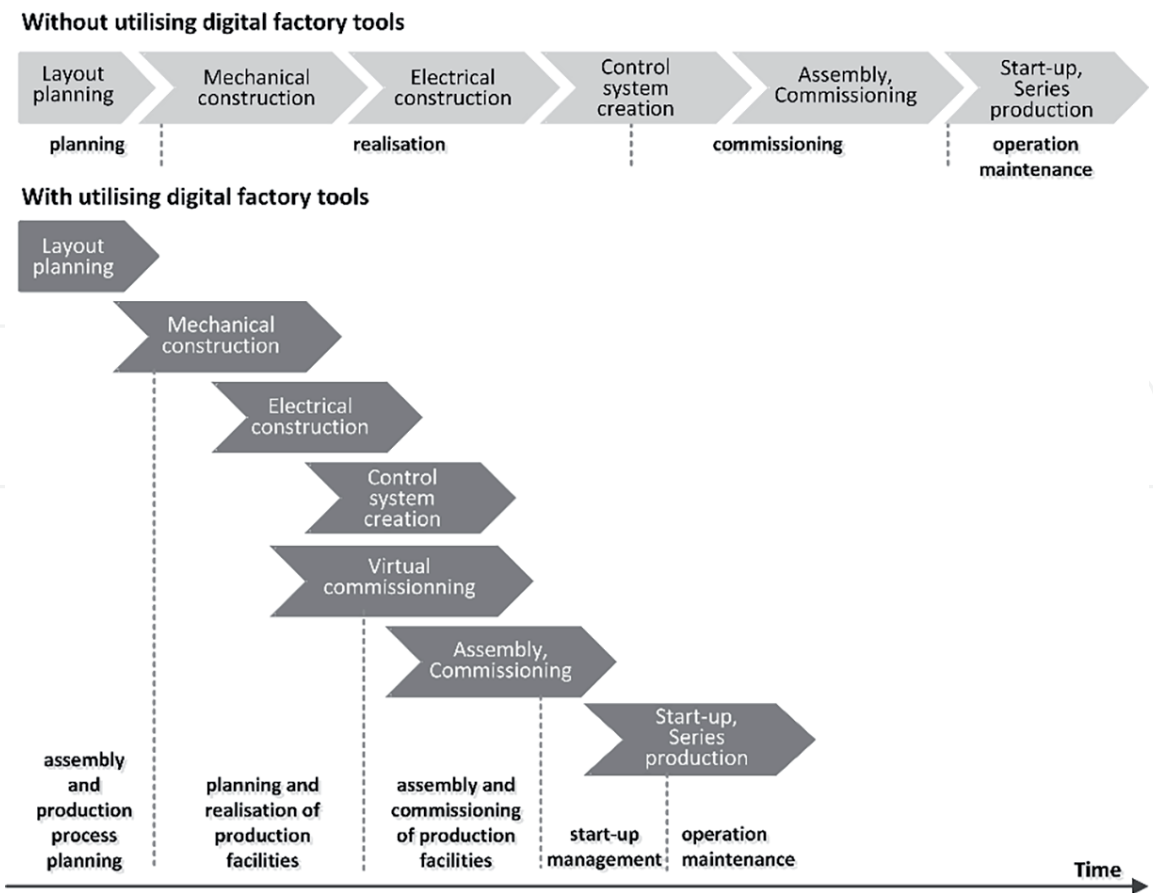 Without utilising digital factory tools
Layout
planning
Mechanical
construction
Electrical
construction
Control
system
creation
Assembly,
Commissioning
Start-up,
Series
production
planning
realisation
commissioning
operation
maintenance
With utilising digital factory tools
Layout
planning
Mechanical
construction
Electrical
construction
Control
system
creation
Virtual
commissionning
Assembly,
Commissioning
Start-up,
Series
production
assembly
and
production
process
planning
planning and
realisation of
production
facilities
assembly and
commissioning
of production
facilities
start-up
management
operation
maintenance
Time